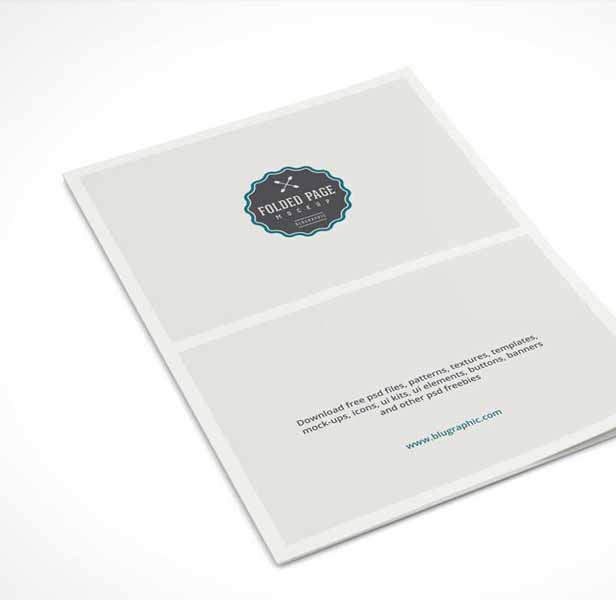 FOLDED PAGE
MOCKUP
BLUGRAPHIC
Download free psd files, patterns, textures, templates,
mock-ups, icons, ui kits, ui elements, buttons, banners
and other psd freebies
www.blugraphic.com